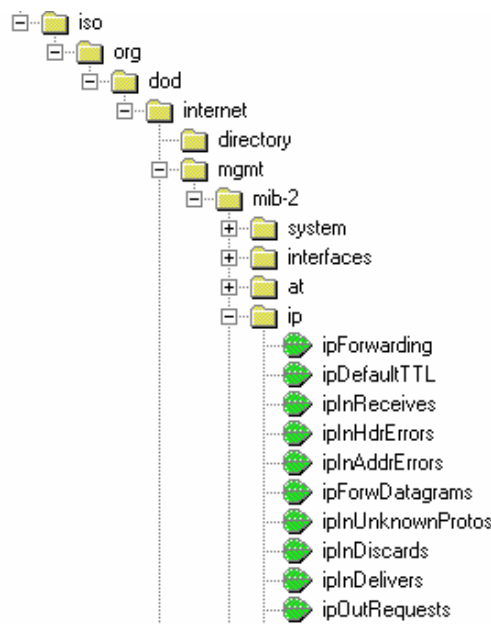 iso
org
dod
internet
directory
mgmt
mib-2
system
interfaces
at
ip
ipForwarding
ipDefaultTTL
ipInReceives
ipInHdrErrors
ipInAddrErrors
ipForwDatagrams
ipInUnknownProtos
ipInDiscards
ipInDelivers
ipOutRequests